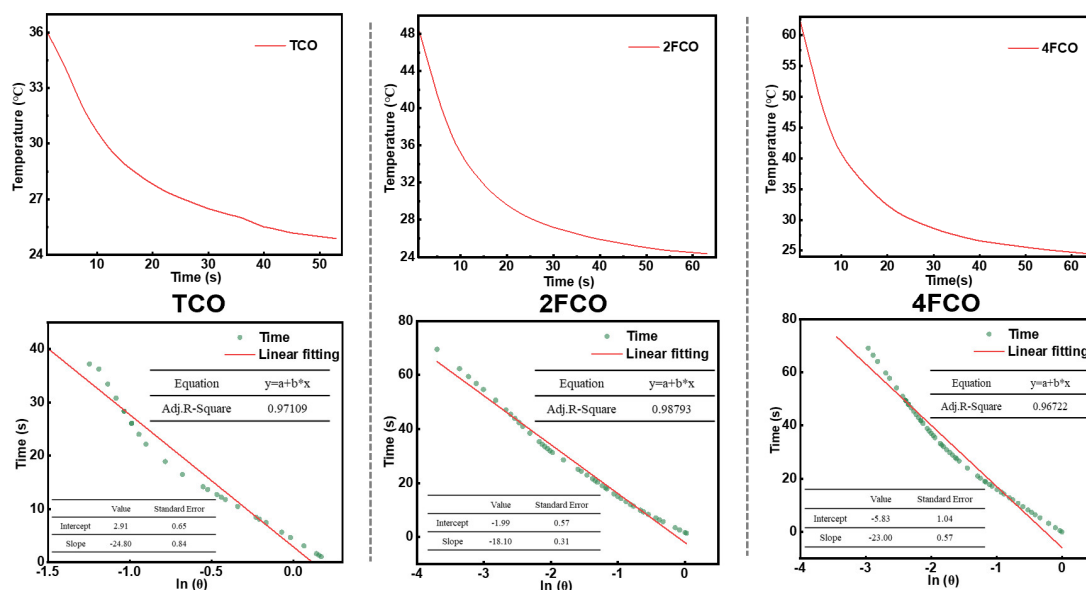 36
33
30
27
24
Temperature (℃)
10
20
30
40
50
Time (s)
TCO
48
44
40
36
32
28
24
Temperature (℃)
10
20
30
40
50
60
Time (s)
2FCO
60
55
50
45
40
35
30
25
Temperature (℃)
10
20
30
40
50
60
Time(s)
4FCO
TCO
2FCO
4FCO
40
30
20
10
0
Time (s)
-1.5
-1.0
-0.5
0.0
ln (θ)
Time
Linear fitting
Equation y=a+b*x
Adj.R-Square 0.97109
Value Standard Error
Intercept 2.91 0.65
Slope -24.80 0.84
80
60
40
20
0
Time (s)
-4
-3
-2
-1
0
ln (θ)
Time
Linear fitting
Equation y=a+b*x
Adj.R-Square 0.98793
Value Standard Error
Intercept -1.99 0.57
Slope -18.10 0.31
80
60
40
20
0
Time (s)
-4
-3
-2
-1
0
ln (θ)
Time
Linear fitting
Equation y=a+b*x
Adj.R-Square 0.96722
Value Standard Error
Intercept -5.83 1.04
Slope -23.00 0.57